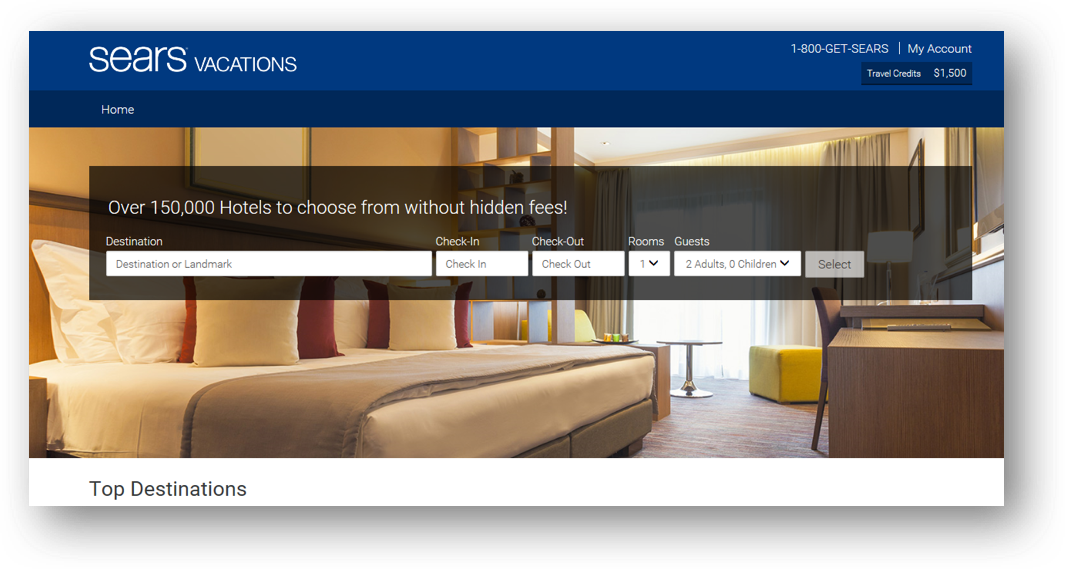 sears VACATIONS
1-800-GET-SEARS | My Account
Travel Credits $1,500
Home
Over 150,000 Hotels to choose from without hidden fees!
Destination Check-In Check-Out Rooms Guests
Destination or Landmark Check In Check Out 1 2 Adults, 0 Children Select
Top Destinations